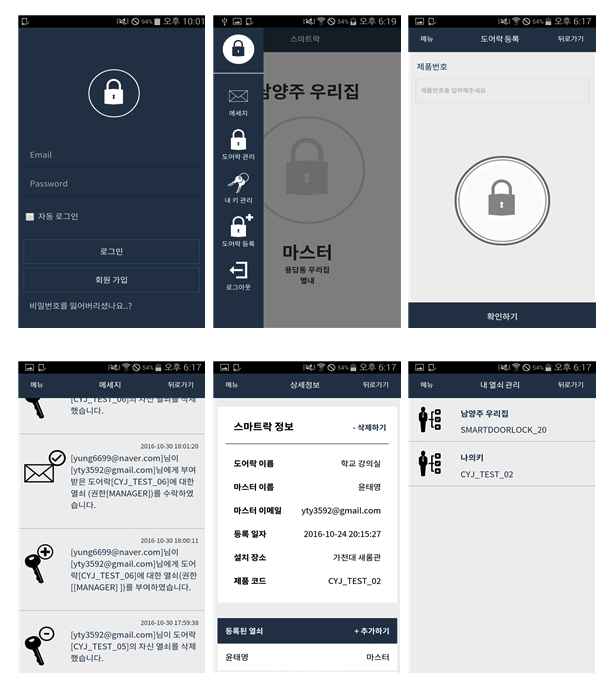 94% 오후 10:01
Email
Password
자동 로그인
로그인
회원 가입
비밀번호를 잃어버리셨나요..?
54% 오후 6:19
스마트락
남양주 우리집
메세지
도어락 관리
내 키 관리
도어락 등록
로그아웃
마스터
용답동 우리집
별내
54% 오후 6:17
메뉴 도어락 등록 뒤로가기
제품번호
제품번호를 입력해주세요
확인하기
54% 오후 6:17
메뉴 메세지 뒤로가기
[CYJ_TEST_06]의 자신 열쇠를 삭제
했습니다.
2016-10-30 18:01:20
[yung6699@naver.com]님이
[yty3592@gmail.com]님에게 부여
받은 도어락[CYJ_TEST_06]에 대한
열쇠 (권한[MANAGER])를 수락하였
습니다.
2016-10-30 18:00:11
[yung6699@naver.com]님이
[yty3592@gmail.com]님에게 도어
락[CYJ_TEST_06]에 대한 열쇠(권한
[[MANAGER] ])를 부여하였습니다.
2016-10-30 17:59:38
[yty3592@gmail.com]님이 도어락
[CYJ_TEST_05]의 자신 열쇠를 삭제
했습니다.
54% 오후 6:17
메뉴 상세정보 뒤로가기
스마트락 정보 - 삭제하기
도어락 이름 학교 강의실
마스터 이름 윤태영
마스터 이메일 yty3592@gmail.com
등록 일자 2016-10-24 20:15:27
설치 장소 가천대 새롬관
제품 코드 CYJ_TEST_02
등록된 열쇠 + 추가하기
윤태영 마스터
54% 오후 6:17
메뉴 내 열쇠 관리 뒤로가기
남양주 우리집
SMARTDOORLOCK_20
나의키
CYJ_TEST_02